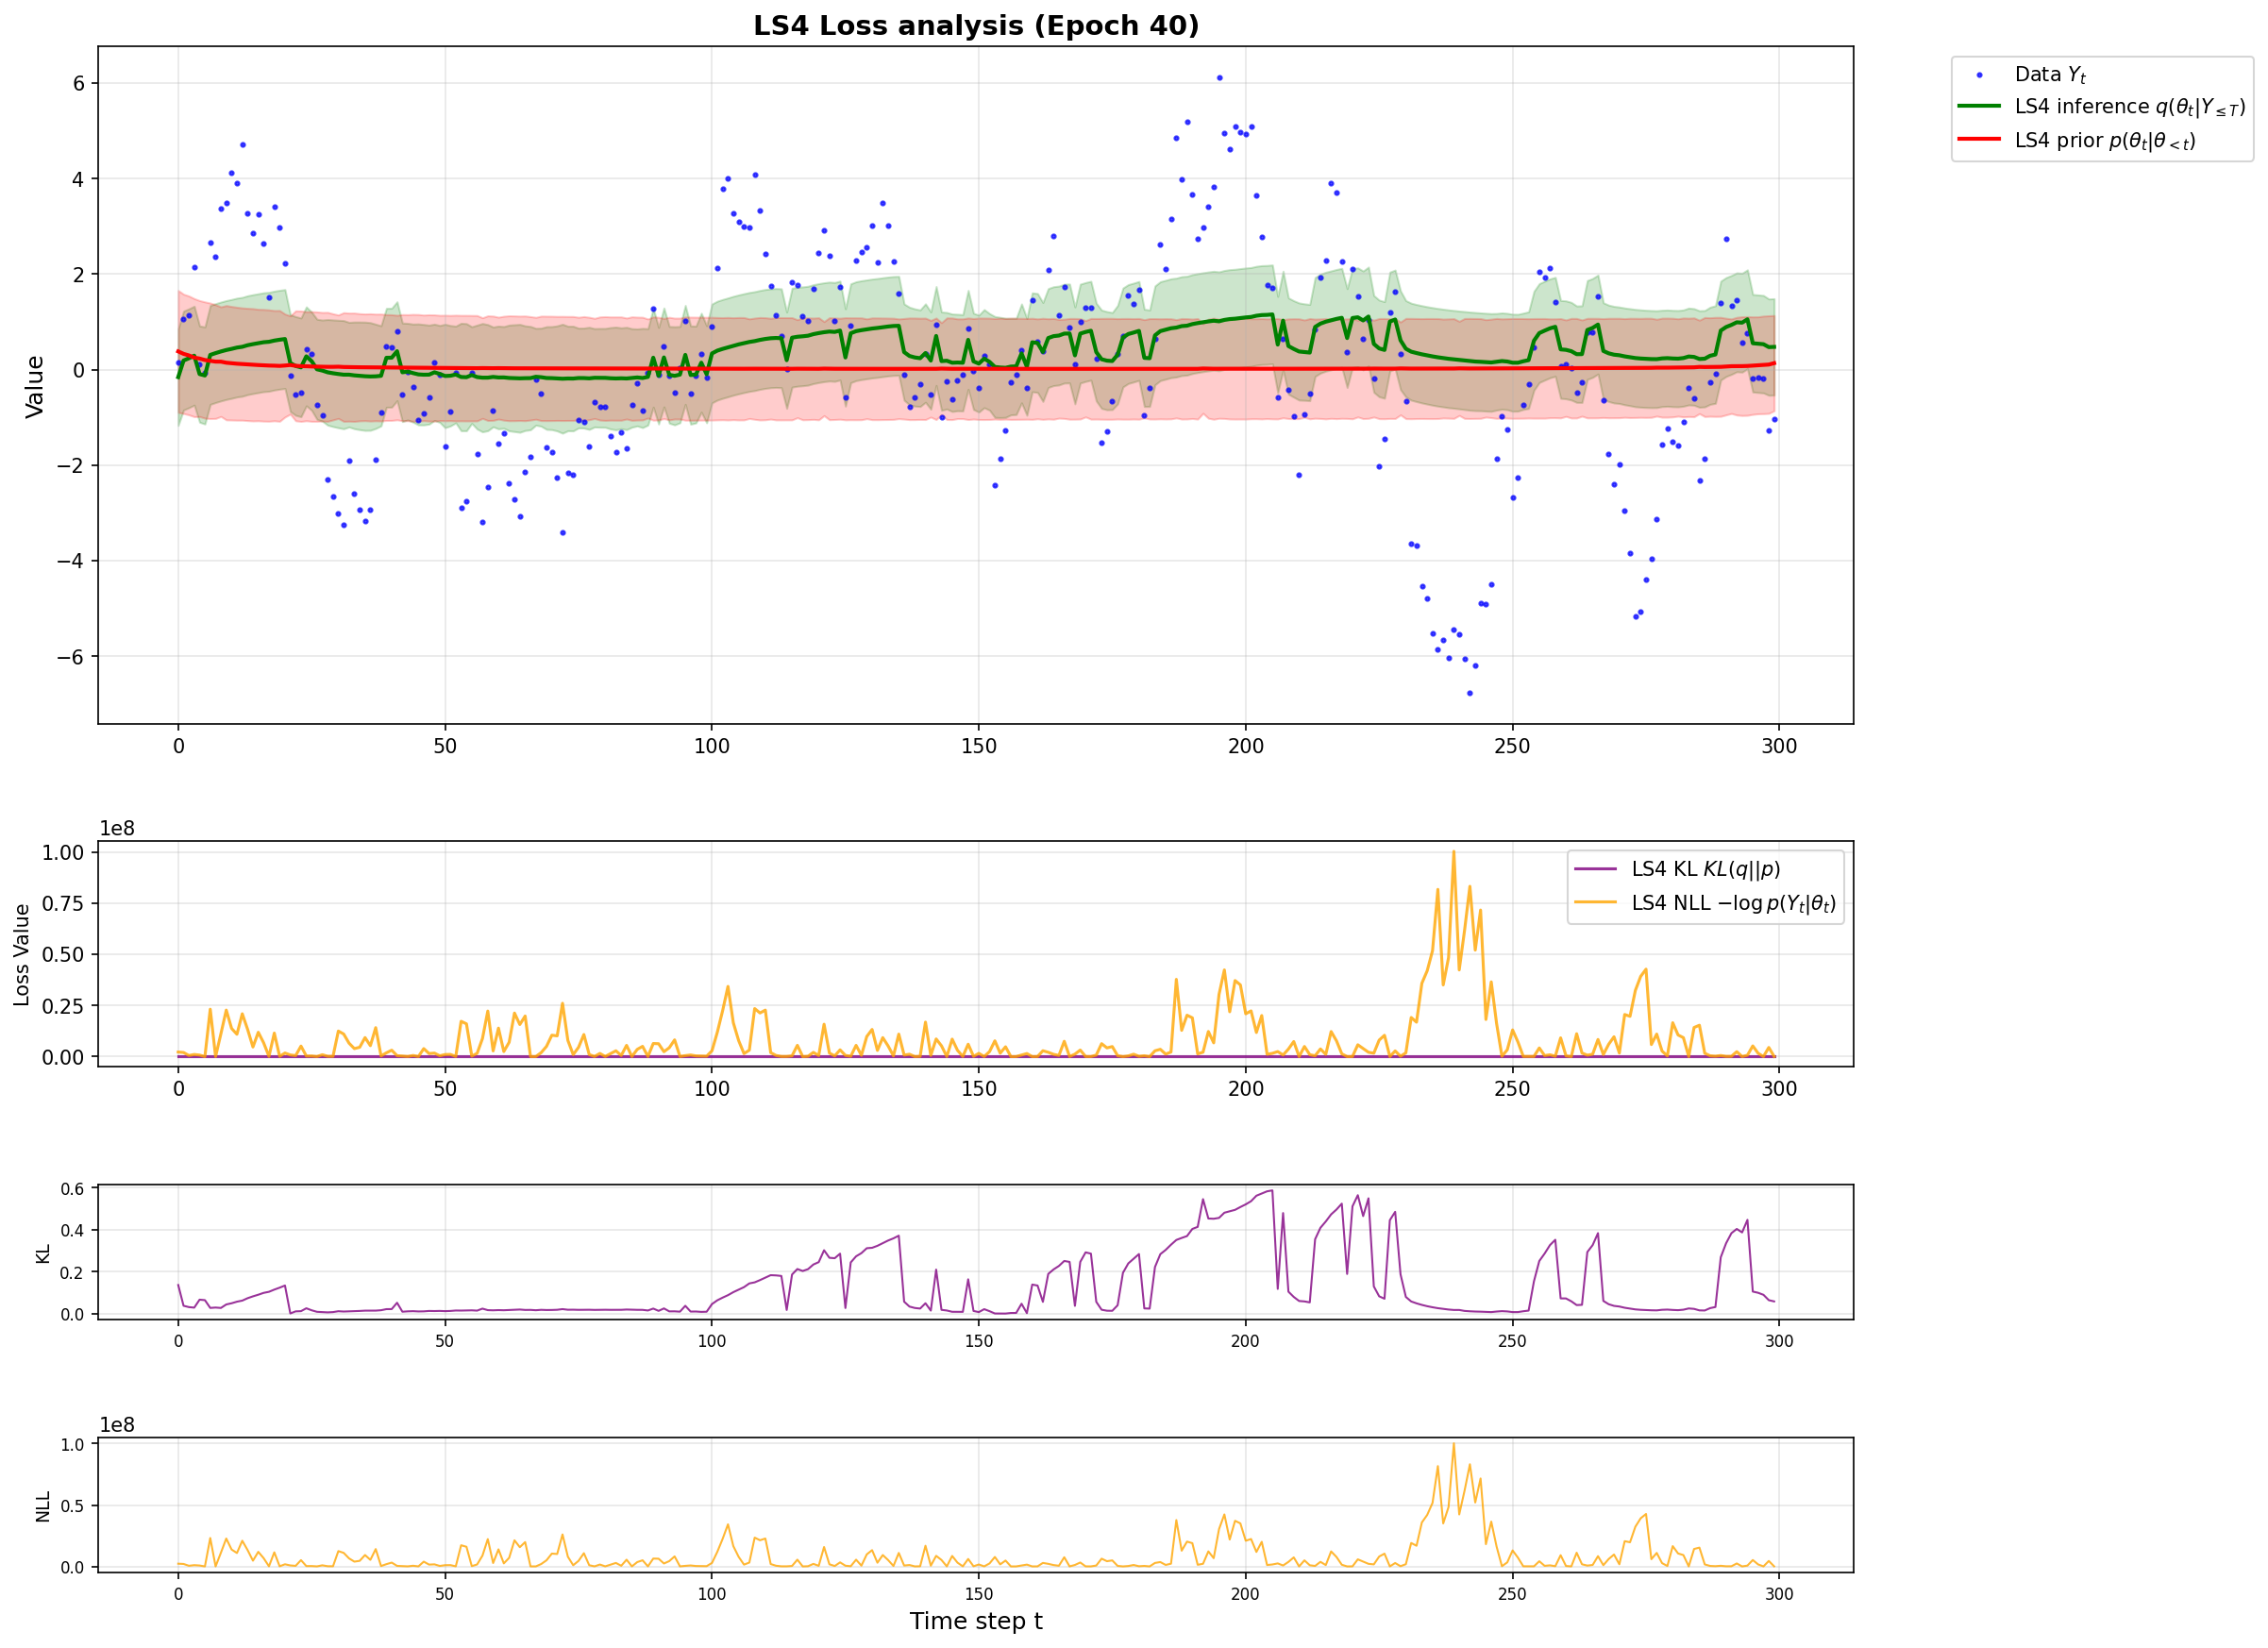 LS4 Loss analysis (Epoch 40)
Value
6
4
2
0
−2
−4
−6
0 50 100 150 200 250 300
Data Y_t
LS4 inference q(θ_t|Y_{≤T})
LS4 prior p(θ_t|θ_{<t})
1e8
Loss Value
1.00
0.75
0.50
0.25
0.00
0 50 100 150 200 250 300
LS4 KL KL(q||p)
LS4 NLL −log p(Y_t|θ_t)
KL
0.6
0.4
0.2
0.0
0 50 100 150 200 250 300
1e8
NLL
1.0
0.5
0.0
0 50 100 150 200 250 300
Time step t